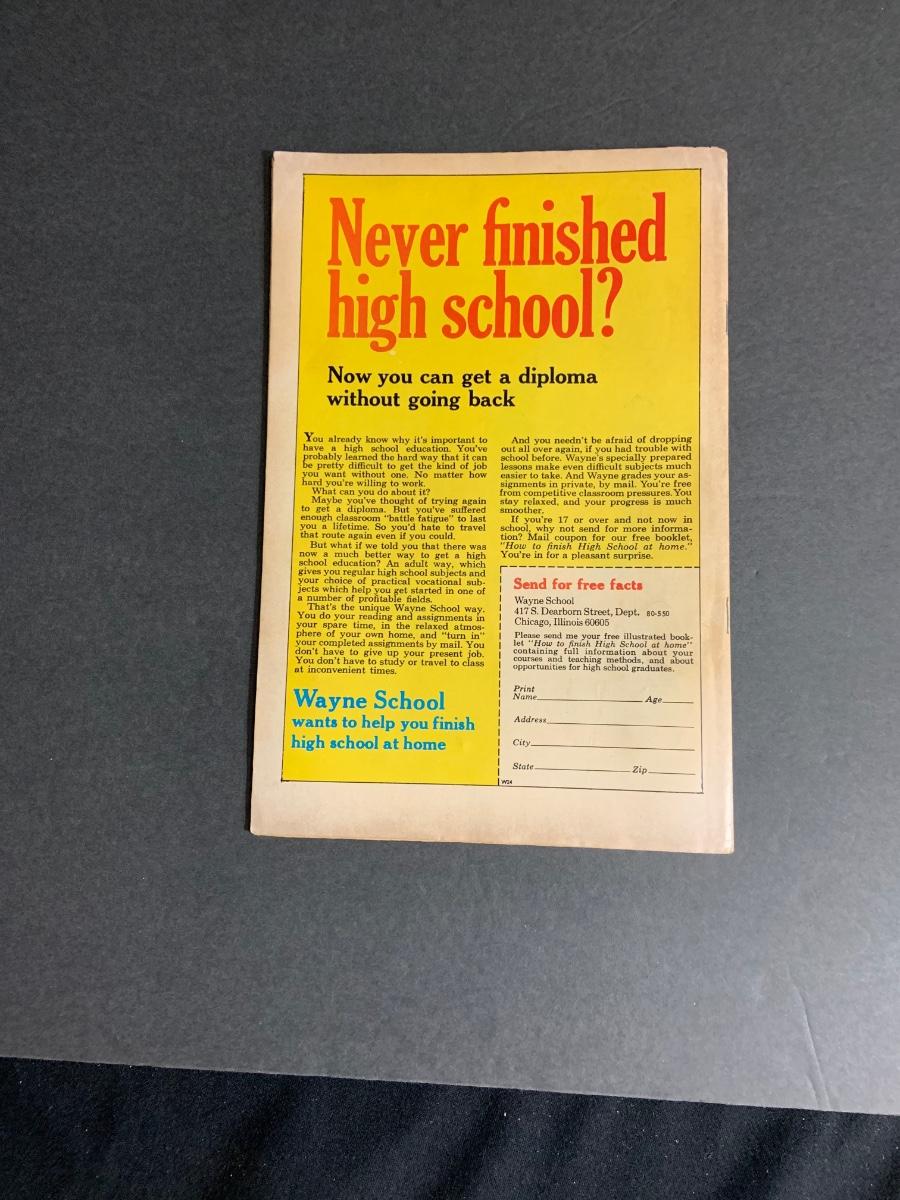 Never finished
high school?
Now you can get a diploma
without going back
You already know why it's important to
have a high school education. You've
probably learned the hard way that it can
be pretty difficult to get the kind of job
you want without one. No matter how
hard you're willing to work.
What can you do about it?
Maybe you've thought of trying again
to get a diploma. But you've suffered
enough classroom "battle fatigue" to last
you a lifetime. So you'd hate to travel
that route again even if you could.
But what if we told you that there was
now a much better way to get a high
school education? An adult way, which
gives you regular high school subjects and
your choice of practical vocational sub-
jects which help you get started in one of
a number of profitable fields.
That's the unique Wayne School way.
You do your reading and assignments in
your spare time, in the relaxed atmos-
phere of your own home, and "turn in"
your completed assignments by mail. You
don't have to give up your present job.
You don't have to study or travel to class
at inconvenient times.
Wayne School
wants to help you finish
high school at home
And you needn't be afraid of dropping
out all over again, if you had trouble with
school before. Wayne's specially prepared
lessons make even difficult subjects much
easier to take. And Wayne grades your as-
signments in private, by mail. You're free
from competitive classroom pressures. You
stay relaxed, and your progress is much
smoother.
If you're 17 or over and not now in
school, why not send for more informa-
tion? Mail coupon for our free booklet,
"How to finish High School at home."
You're in for a pleasant surprise.
Send for free facts
Wayne School
417 S. Dearborn Street, Dept. 80-550
Chicago, Illinois 60605
Please send me your free illustrated book-
let "How to finish High School at home"
containing full information about your
courses and teaching methods, and about
opportunities for high school graduates.
Print
Name Age
Address
City
State Zip
W24